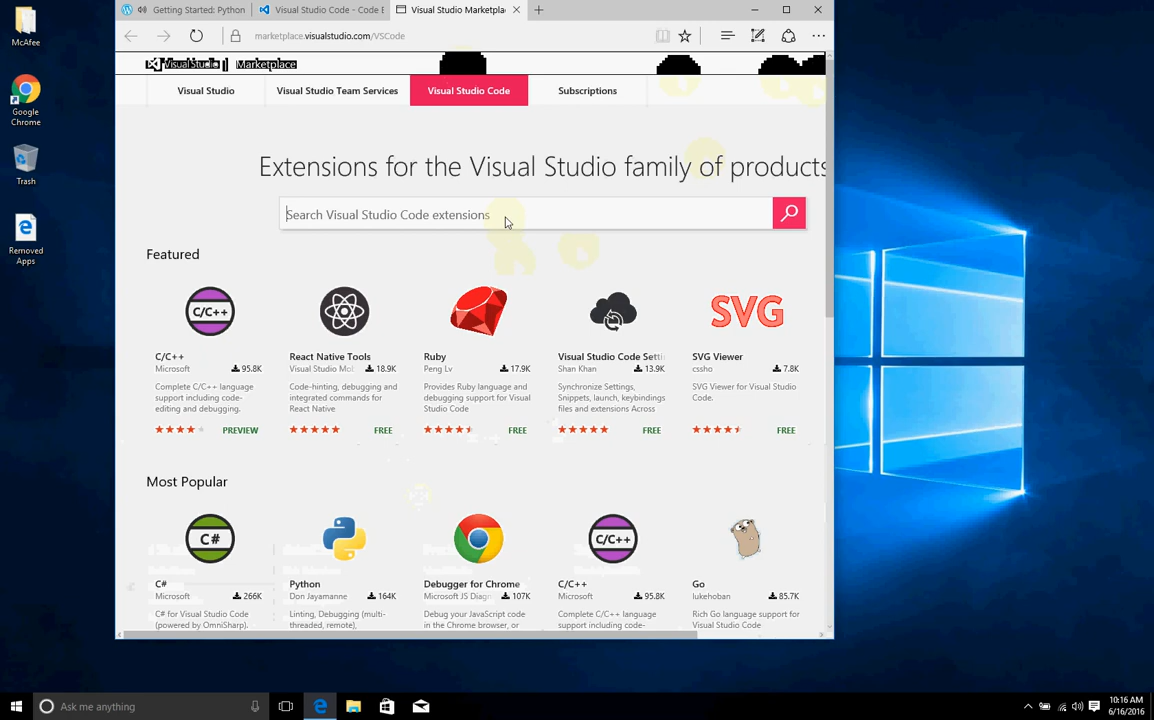 McAfee
Google
Chrome
Trash
Removed
Apps
Getting Started: Python
Visual Studio Code - Code E
Visual Studio Marketpla
marketplace.visualstudio.com/VSCode
Visual Studio | Marketplace
Visual Studio
Visual Studio Team Services
Visual Studio Code
Subscriptions
Extensions for the Visual Studio family of products
Search Visual Studio Code extensions
Featured
C/C++
SVG
C/C++
Microsoft 95.8K
Complete C/C++ language
support including code-
editing and debugging.
PREVIEW
React Native Tools
Visual Studio Mo 18.9K
Code-hinting, debugging and
integrated commands for
React Native
FREE
Ruby
Peng Lv 17.9K
Provides Ruby language and
debugging support for Visual
Studio Code
FREE
Visual Studio Code Setti
Shan Khan 13.9K
Synchronize Settings,
Snippets, launch, keybindings
files and extensions Across
FREE
SVG Viewer
cssho 7.8K
SVG Viewer for Visual Studio
Code.
FREE
Most Popular
C#
C/C++
C#
Microsoft 266K
C# for Visual Studio Code
(powered by OmniSharp).
Python
Don Jayamanne 164K
Linting, Debugging (multi-
threaded, remote),
Debugger for Chrome
Microsoft JS Diagn 107K
Debug your JavaScript code
in the Chrome browser, or
C/C++
Microsoft 95.8K
Complete C/C++ language
support including code-
Go
lukehoban 85.7K
Rich Go language support for
Visual Studio Code
Ask me anything
10:16 AM
6/16/2016